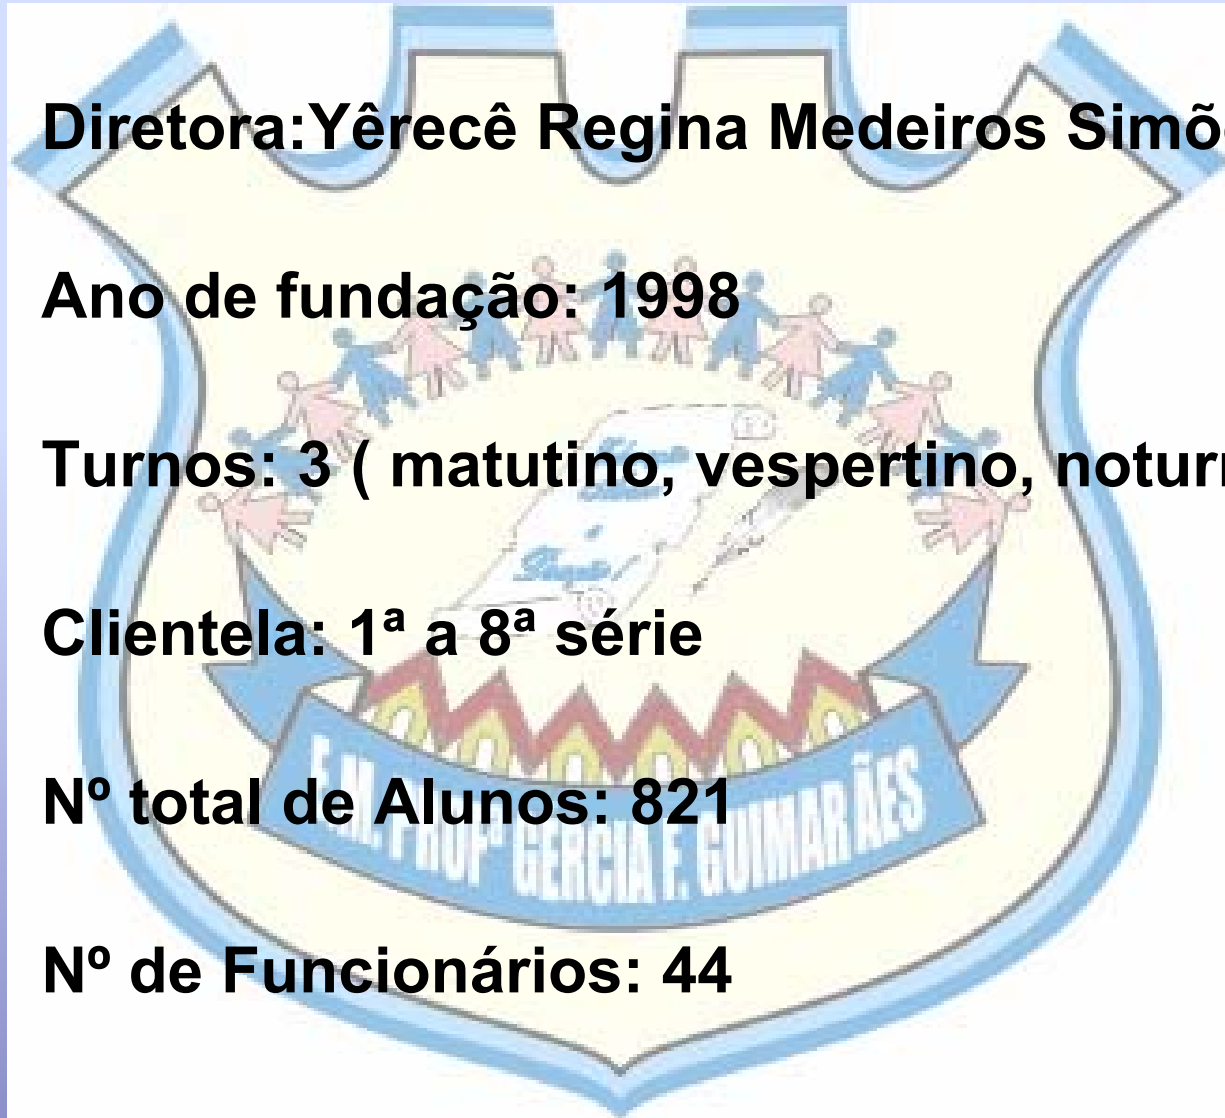 Diretora:Yêrecê Regina Medeiros Simõ
Ano de fundação: 1998
Turnos: 3 ( matutino, vespertino, notur
Clientela: 1ª a 8ª série
Nº total de Alunos: 821
E.M. PROFª GERCIA F. GUIMARÃES
Nº de Funcionários: 44